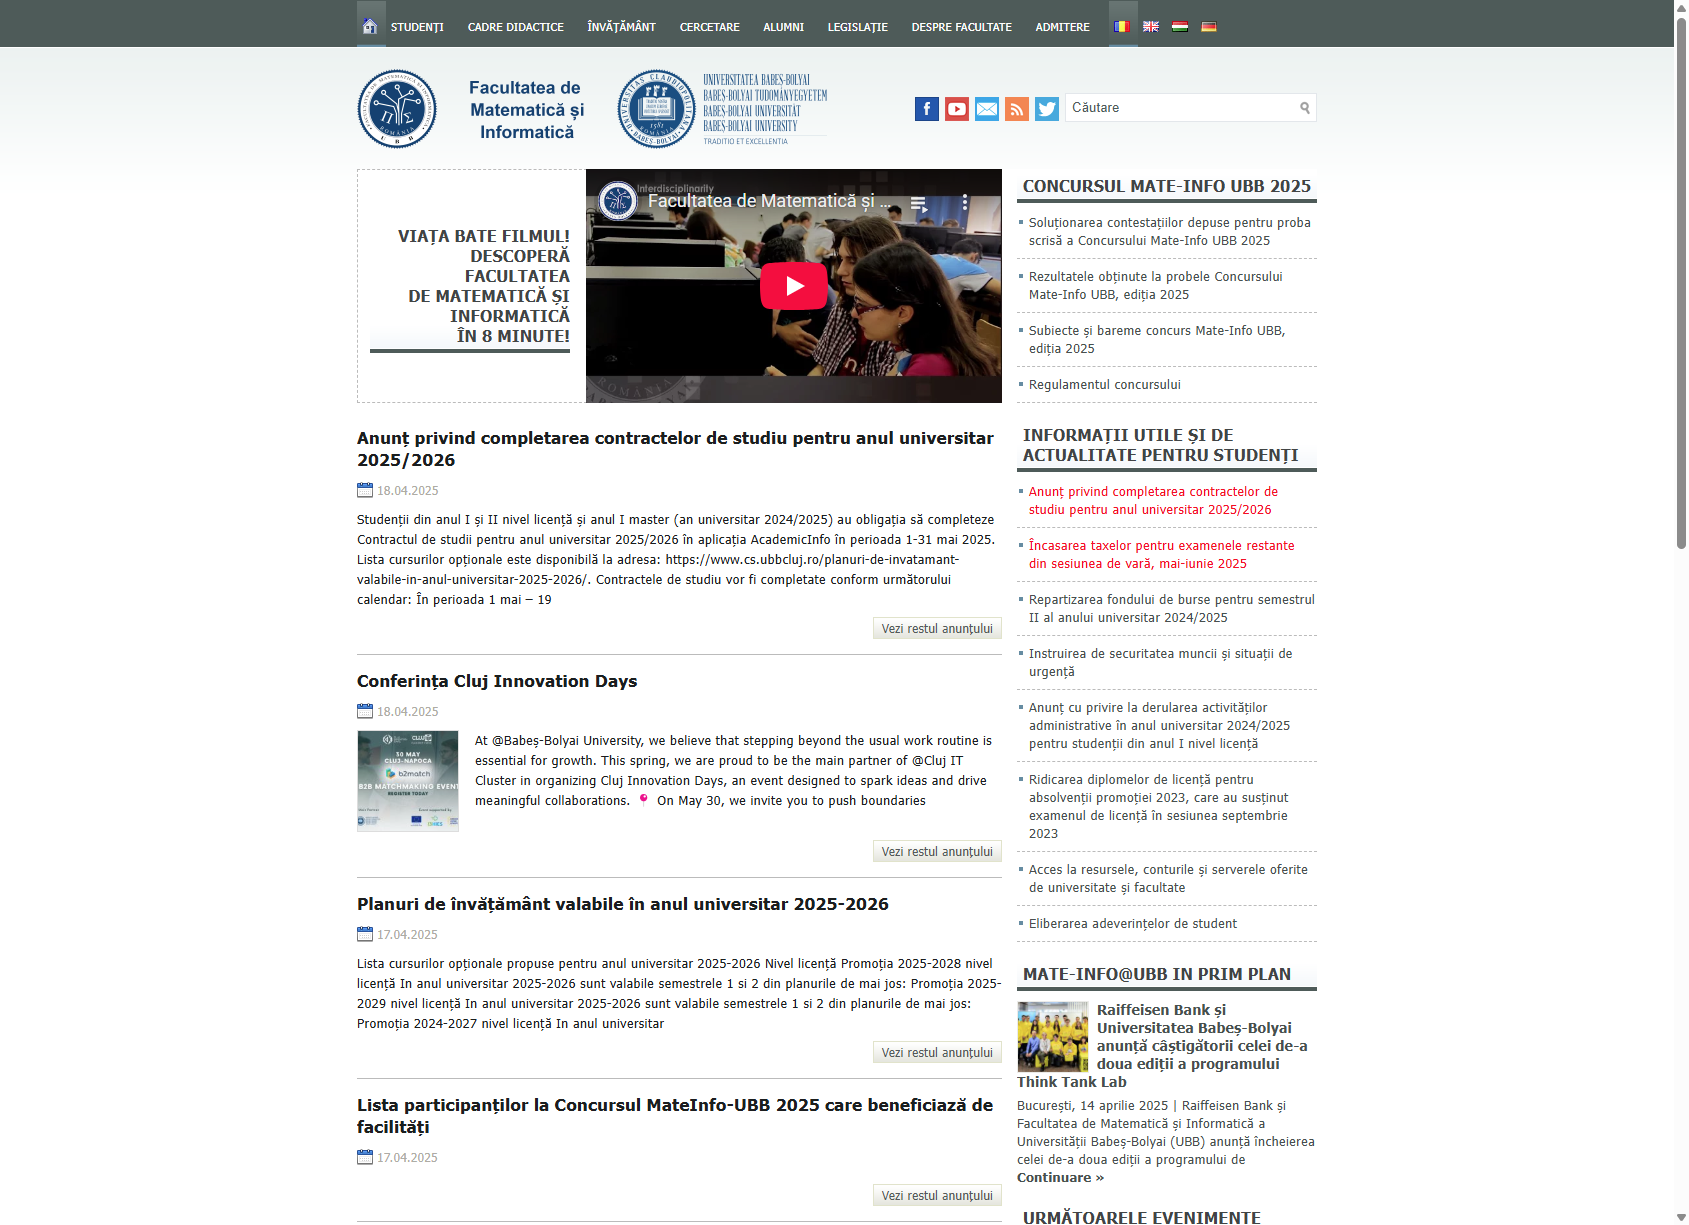 STUDENȚI CADRE DIDACTICE ÎNVĂȚĂMÂNT CERCETARE ALUMNI LEGISLAȚIE DESPRE FACULTATE ADMITERE
Facultatea de
Matematică și
Informatică
UNIVERSITATEA BABEȘ-BOLYAI
BABEȘ-BOLYAI TUDOMÁNYEGYETEM
BABEȘ-BOLYAI UNIVERSITÄT
BABEȘ-BOLYAI UNIVERSITY
TRADITIO ET EXCELLENTIA
Căutare
VIAȚA BATE FILMUL!
DESCOPERĂ
FACULTATEA
DE MATEMATICĂ ȘI
INFORMATICĂ
ÎN 8 MINUTE!
Interdisciplinarity
Facultatea de Matematică și ...
Anunț privind completarea contractelor de studiu pentru anul universitar
2025/2026
18.04.2025
Studenții din anul I și II nivel licență și anul I master (an universitar 2024/2025) au obligația să completeze
Contractul de studii pentru anul universitar 2025/2026 în aplicația AcademicInfo în perioada 1-31 mai 2025.
Lista cursurilor opționale este disponibilă la adresa: https://www.cs.ubbcluj.ro/planuri-de-invatamant-
valabile-in-anul-universitar-2025-2026/. Contractele de studiu vor fi completate conform următorului
calendar: În perioada 1 mai – 19
Vezi restul anunțului
Conferința Cluj Innovation Days
18.04.2025
30 MAY
CLUJ-NAPOCA
b2match
B2B MATCHMAKING EVENT
REGISTER TODAY
At @Babeș-Bolyai University, we believe that stepping beyond the usual work routine is
essential for growth. This spring, we are proud to be the main partner of @Cluj IT
Cluster in organizing Cluj Innovation Days, an event designed to spark ideas and drive
meaningful collaborations. On May 30, we invite you to push boundaries
Vezi restul anunțului
Planuri de învățământ valabile în anul universitar 2025-2026
17.04.2025
Lista cursurilor opționale propuse pentru anul universitar 2025-2026 Nivel licență Promoția 2025-2028 nivel
licență In anul universitar 2025-2026 sunt valabile semestrele 1 si 2 din planurile de mai jos: Promoția 2025-
2029 nivel licență In anul universitar 2025-2026 sunt valabile semestrele 1 si 2 din planurile de mai jos:
Promoția 2024-2027 nivel licență In anul universitar
Vezi restul anunțului
Lista participanților la Concursul MateInfo-UBB 2025 care beneficiază de
facilități
17.04.2025
Vezi restul anunțului
CONCURSUL MATE-INFO UBB 2025
Soluționarea contestațiilor depuse pentru proba
scrisă a Concursului Mate-Info UBB 2025
Rezultatele obținute la probele Concursului
Mate-Info UBB, ediția 2025
Subiecte și bareme concurs Mate-Info UBB,
ediția 2025
Regulamentul concursului
INFORMAȚII UTILE ȘI DE
ACTUALITATE PENTRU STUDENȚI
Anunț privind completarea contractelor de
studiu pentru anul universitar 2025/2026
Încasarea taxelor pentru examenele restante
din sesiunea de vară, mai-iunie 2025
Repartizarea fondului de burse pentru semestrul
II al anului universitar 2024/2025
Instruirea de securitatea muncii și situații de
urgență
Anunț cu privire la derularea activităților
administrative în anul universitar 2024/2025
pentru studenții din anul I nivel licență
Ridicarea diplomelor de licență pentru
absolvenții promoției 2023, care au susținut
examenul de licență în sesiunea septembrie
2023
Acces la resursele, conturile și serverele oferite
de universitate și facultate
Eliberarea adeverințelor de student
MATE-INFO@UBB IN PRIM PLAN
Raiffeisen Bank și
Universitatea Babeș-Bolyai
anunță câștigătorii celei de-a
doua ediții a programului
Think Tank Lab
București, 14 aprilie 2025 | Raiffeisen Bank și
Facultatea de Matematică și Informatică a
Universității Babeș-Bolyai (UBB) anunță încheierea
celei de-a doua ediții a programului de
Continuare »
URMĂTOARELE EVENIMENTE